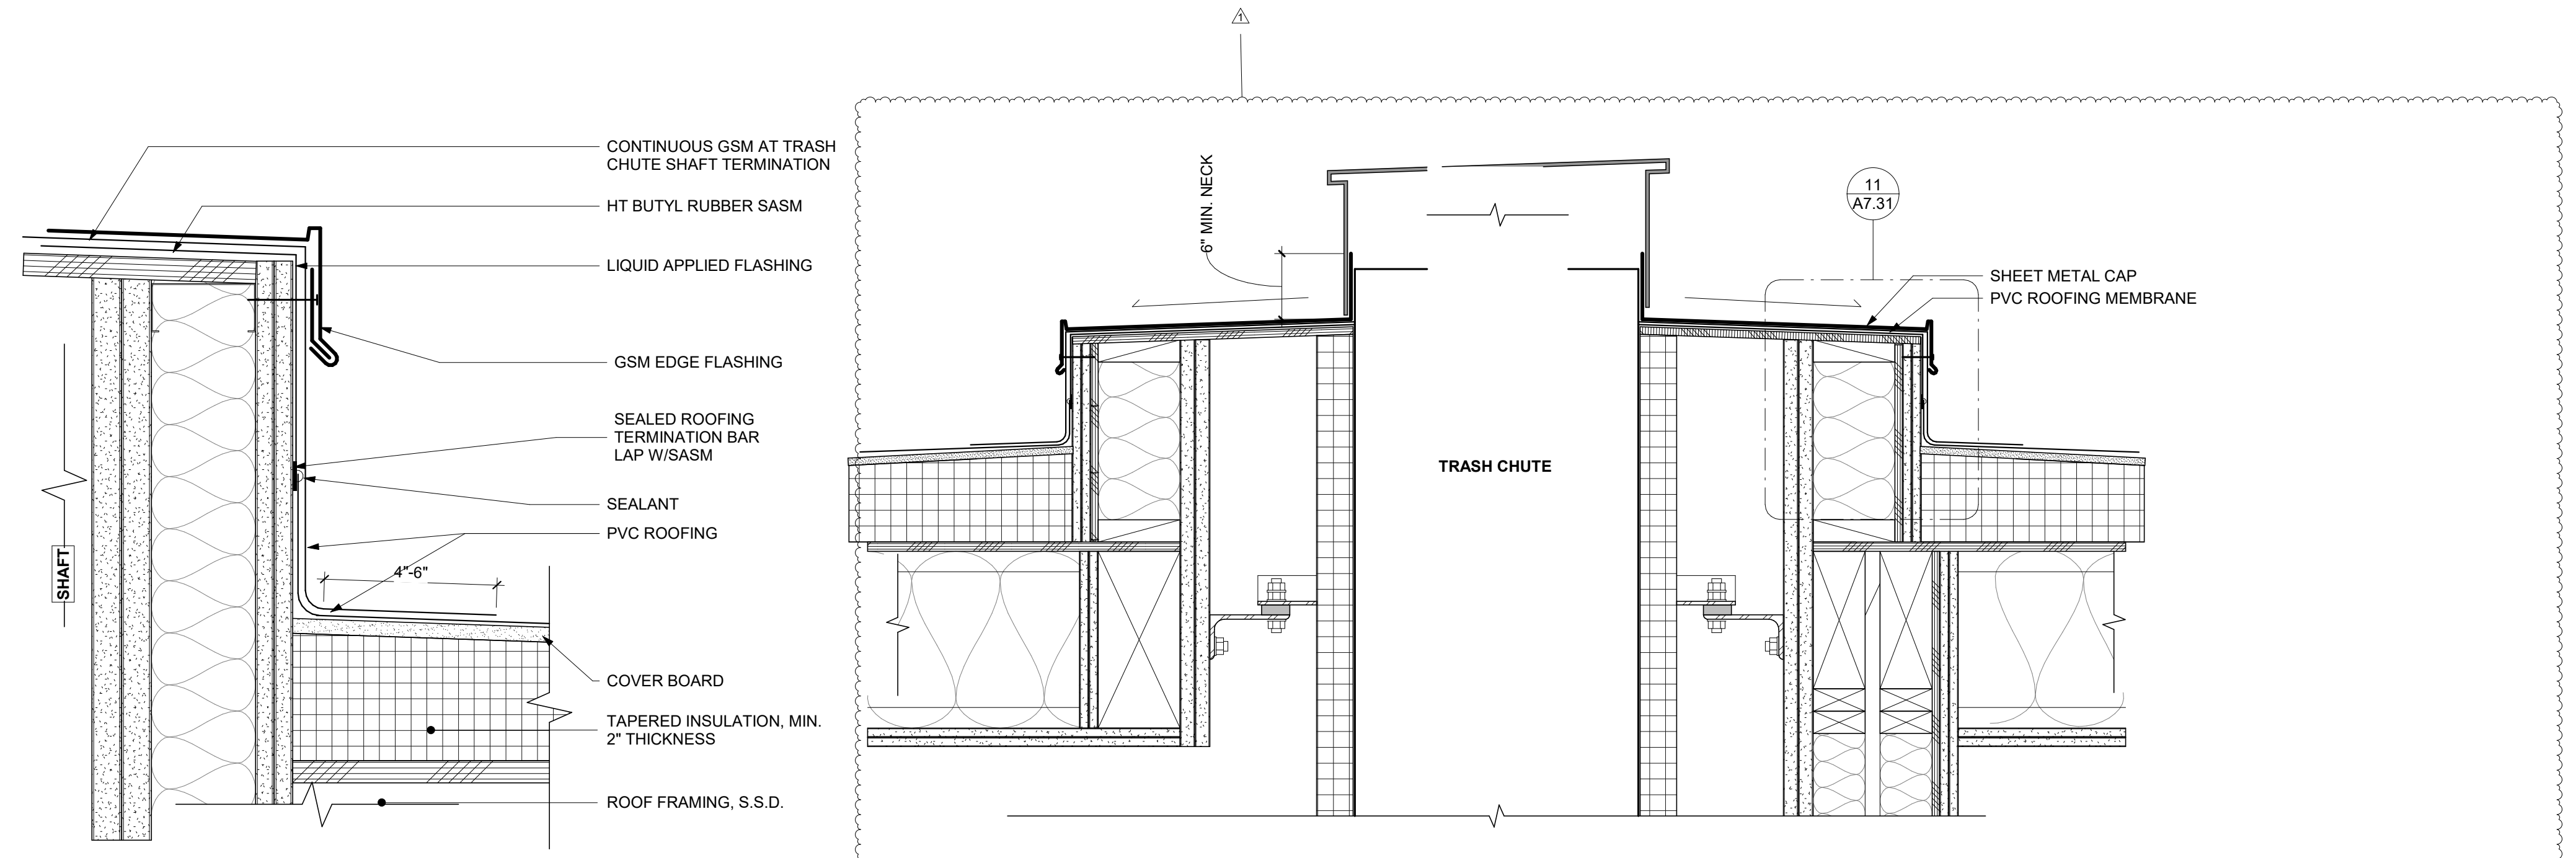 1
CONTINUOUS GSM AT TRASH
CHUTE SHAFT TERMINATION
HT BUTYL RUBBER SASM
LIQUID APPLIED FLASHING
GSM EDGE FLASHING
SEALED ROOFING
TERMINATION BAR
LAP W/SASM
SEALANT
PVC ROOFING
4"-6"
SHAFT
COVER BOARD
TAPERED INSULATION, MIN.
2" THICKNESS
ROOF FRAMING, S.S.D.
6" MIN. NECK
11
A7.31
SHEET METAL CAP
PVC ROOFING MEMBRANE
TRASH CHUTE